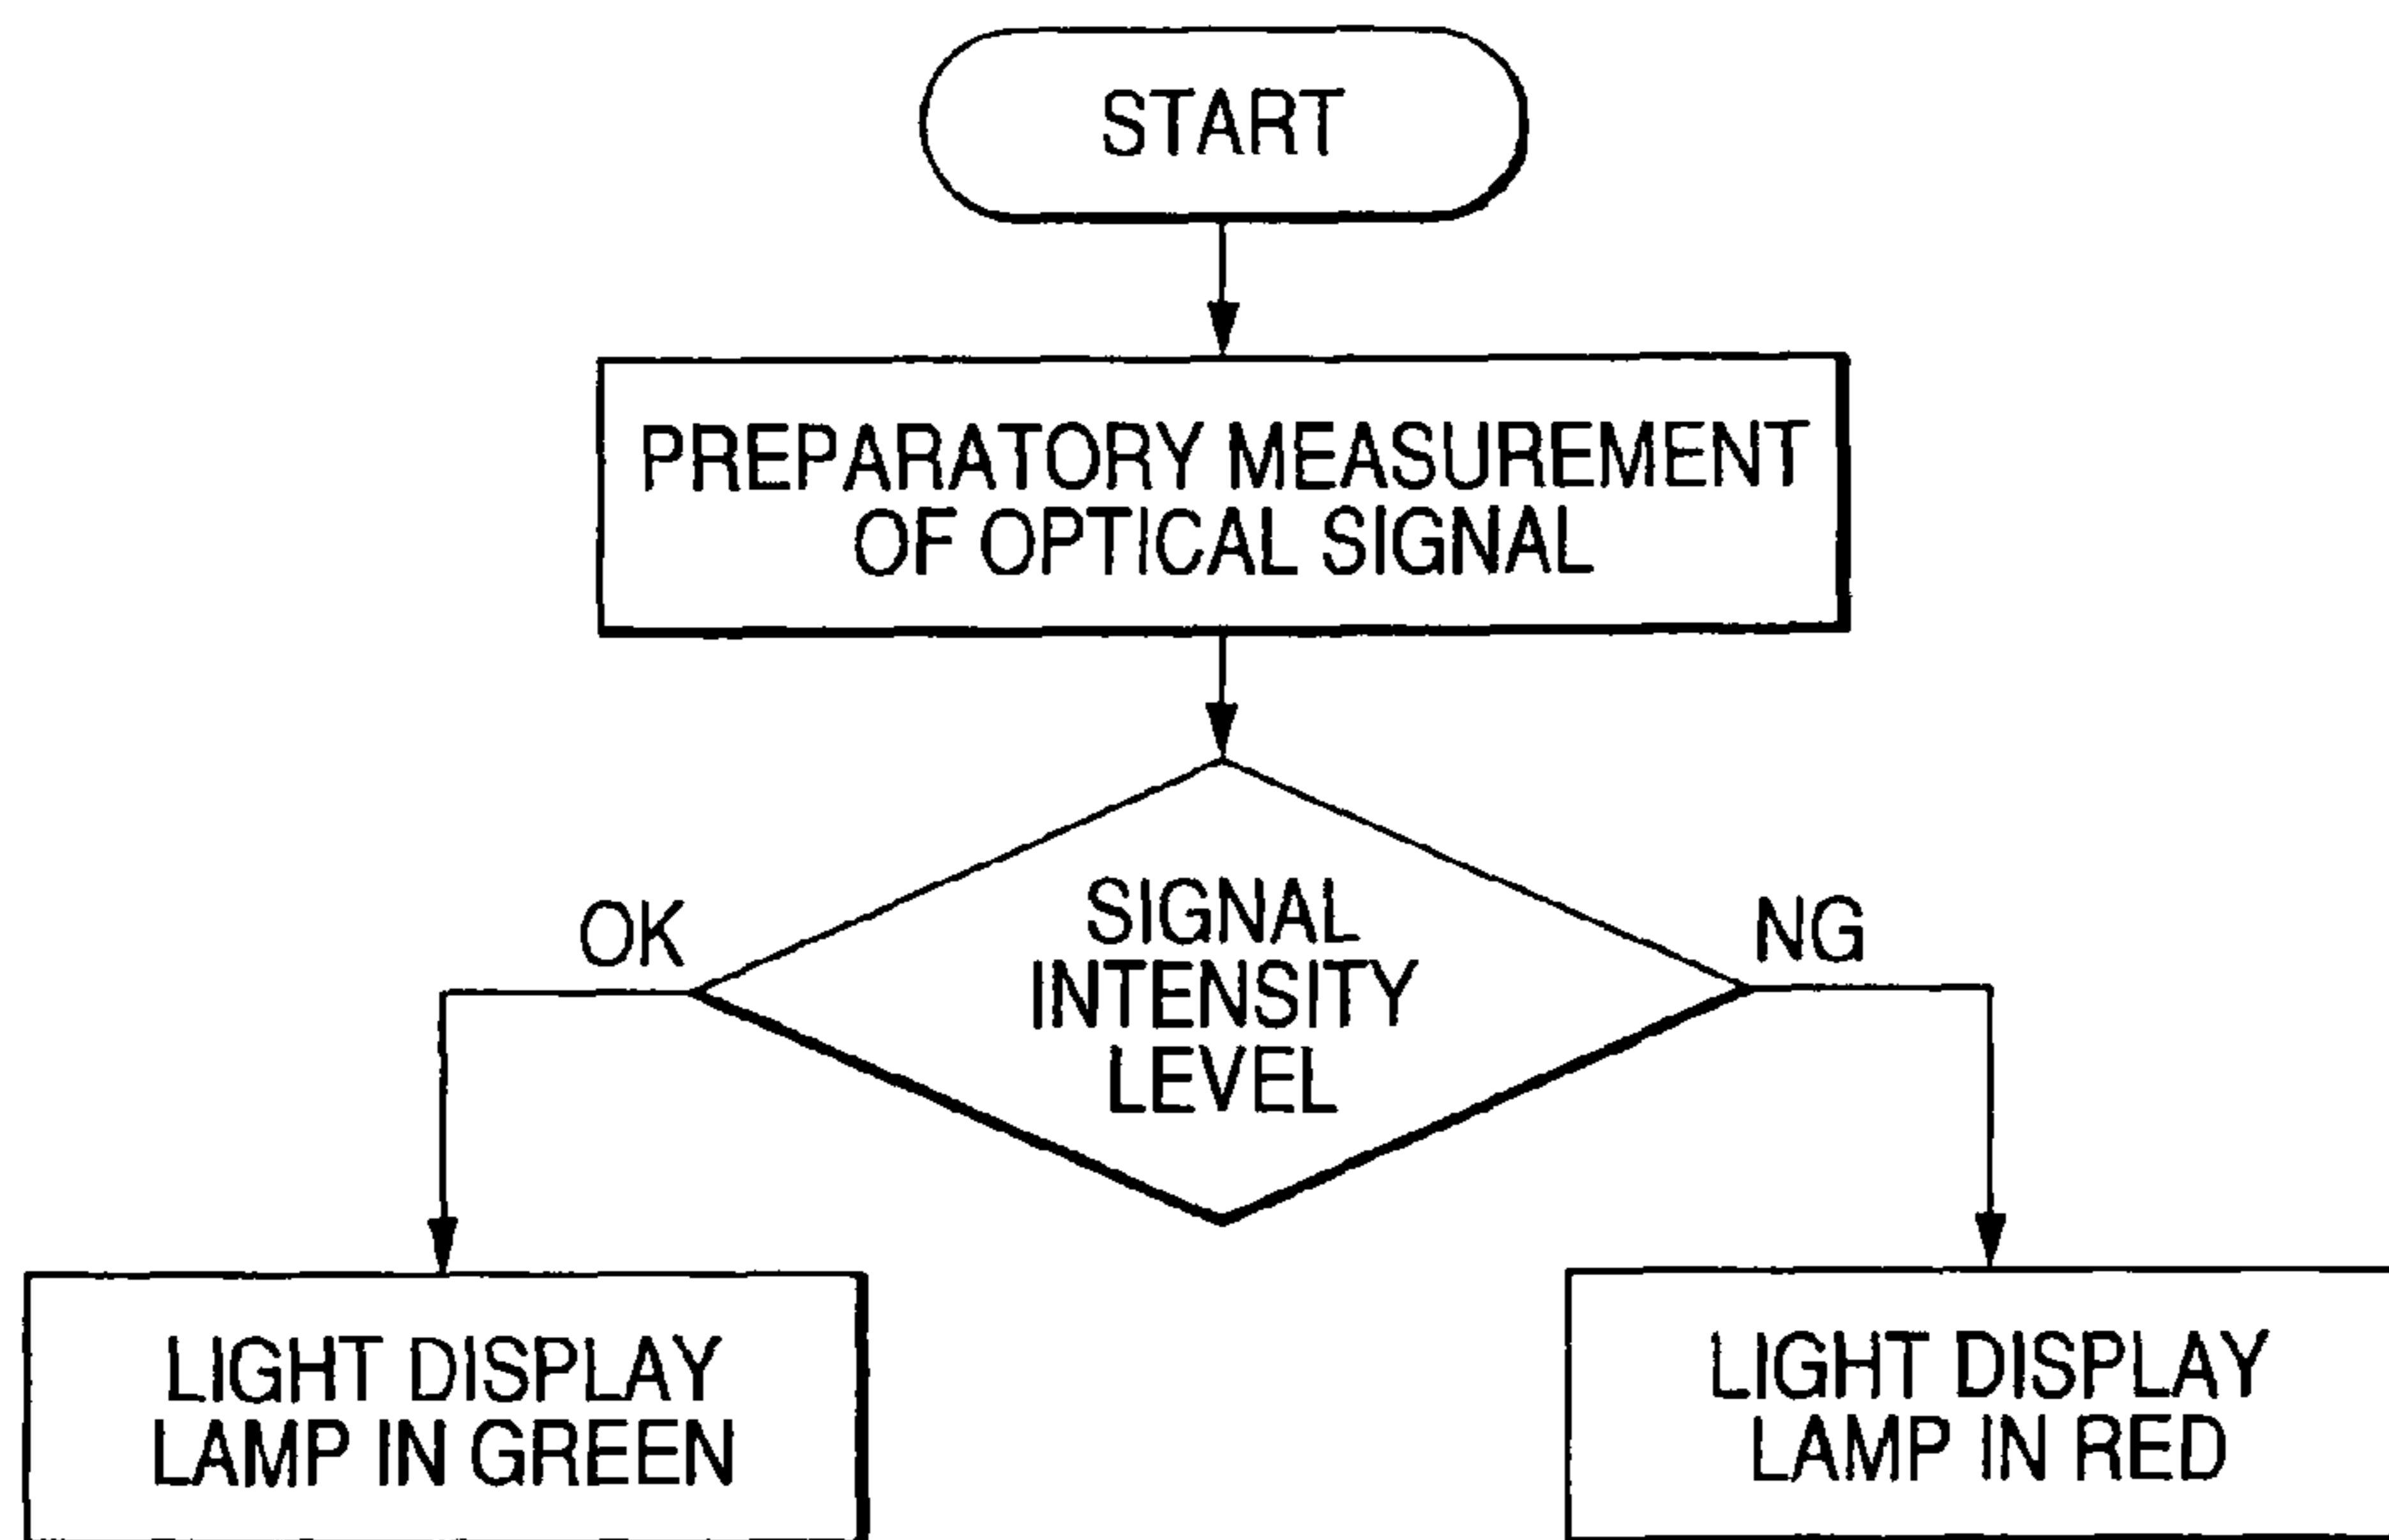 START
PREPARATORY MEASUREMENT
OF OPTICAL SIGNAL
OK
SIGNAL
INTENSITY
LEVEL
NG
LIGHT DISPLAY
LAMP IN GREEN
LIGHT DISPLAY
LAMP IN RED